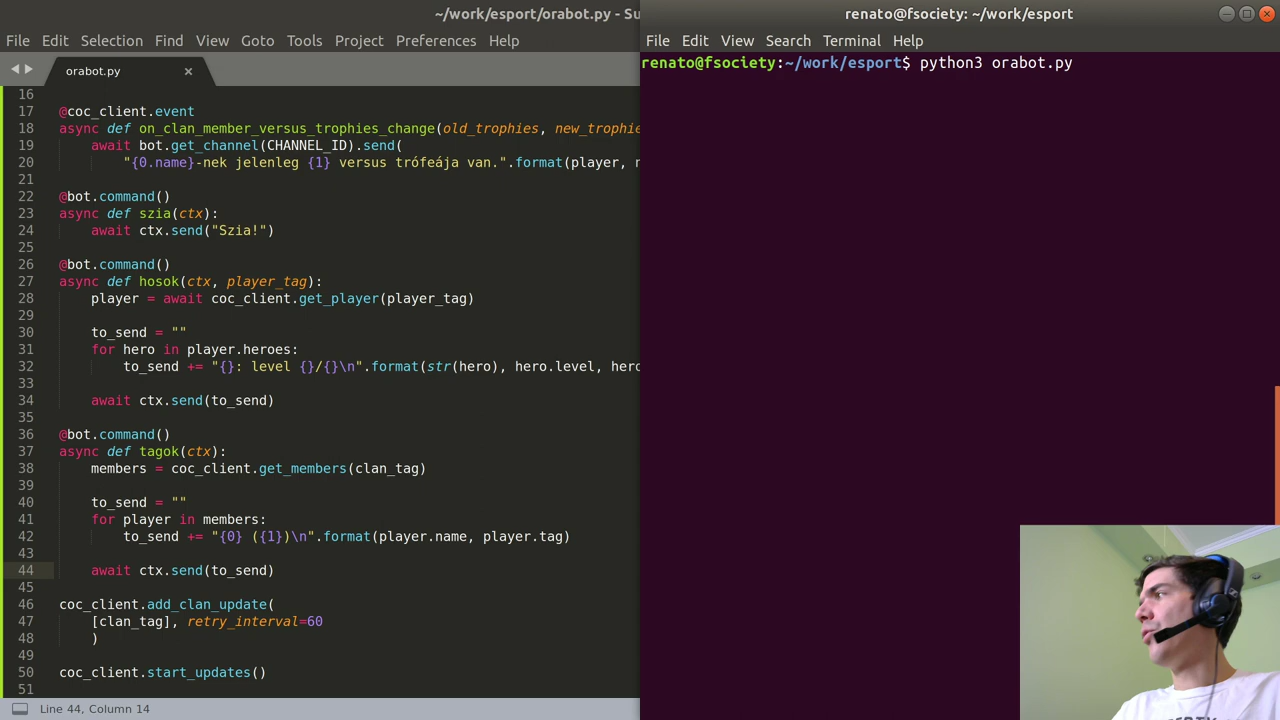 ~/work/esport/orabot.py - Su
File Edit Selection Find View Goto Tools Project Preferences Help
orabot.py
16
17 @coc_client.event
18 async def on_clan_member_versus_trophies_change(old_trophies, new_trophie
19 await bot.get_channel(CHANNEL_ID).send(
20 "{0.name}-nek jelenleg {1} versus trófeája van.".format(player, n
21
22 @bot.command()
23 async def szia(ctx):
24 await ctx.send("Szia!")
25
26 @bot.command()
27 async def hosok(ctx, player_tag):
28 player = await coc_client.get_player(player_tag)
29
30 to_send = ""
31 for hero in player.heroes:
32 to_send += "{}: level {}/{}\n".format(str(hero), hero.level, hero
33
34 await ctx.send(to_send)
35
36 @bot.command()
37 async def tagok(ctx):
38 members = coc_client.get_members(clan_tag)
39
40 to_send = ""
41 for player in members:
42 to_send += "{0} ({1})\n".format(player.name, player.tag)
43
44 await ctx.send(to_send)
45
46 coc_client.add_clan_update(
47 [clan_tag], retry_interval=60
48 )
49
50 coc_client.start_updates()
51
Line 44, Column 14
renato@fsociety: ~/work/esport
File Edit View Search Terminal Help
renato@fsociety:~/work/esport$ python3 orabot.py